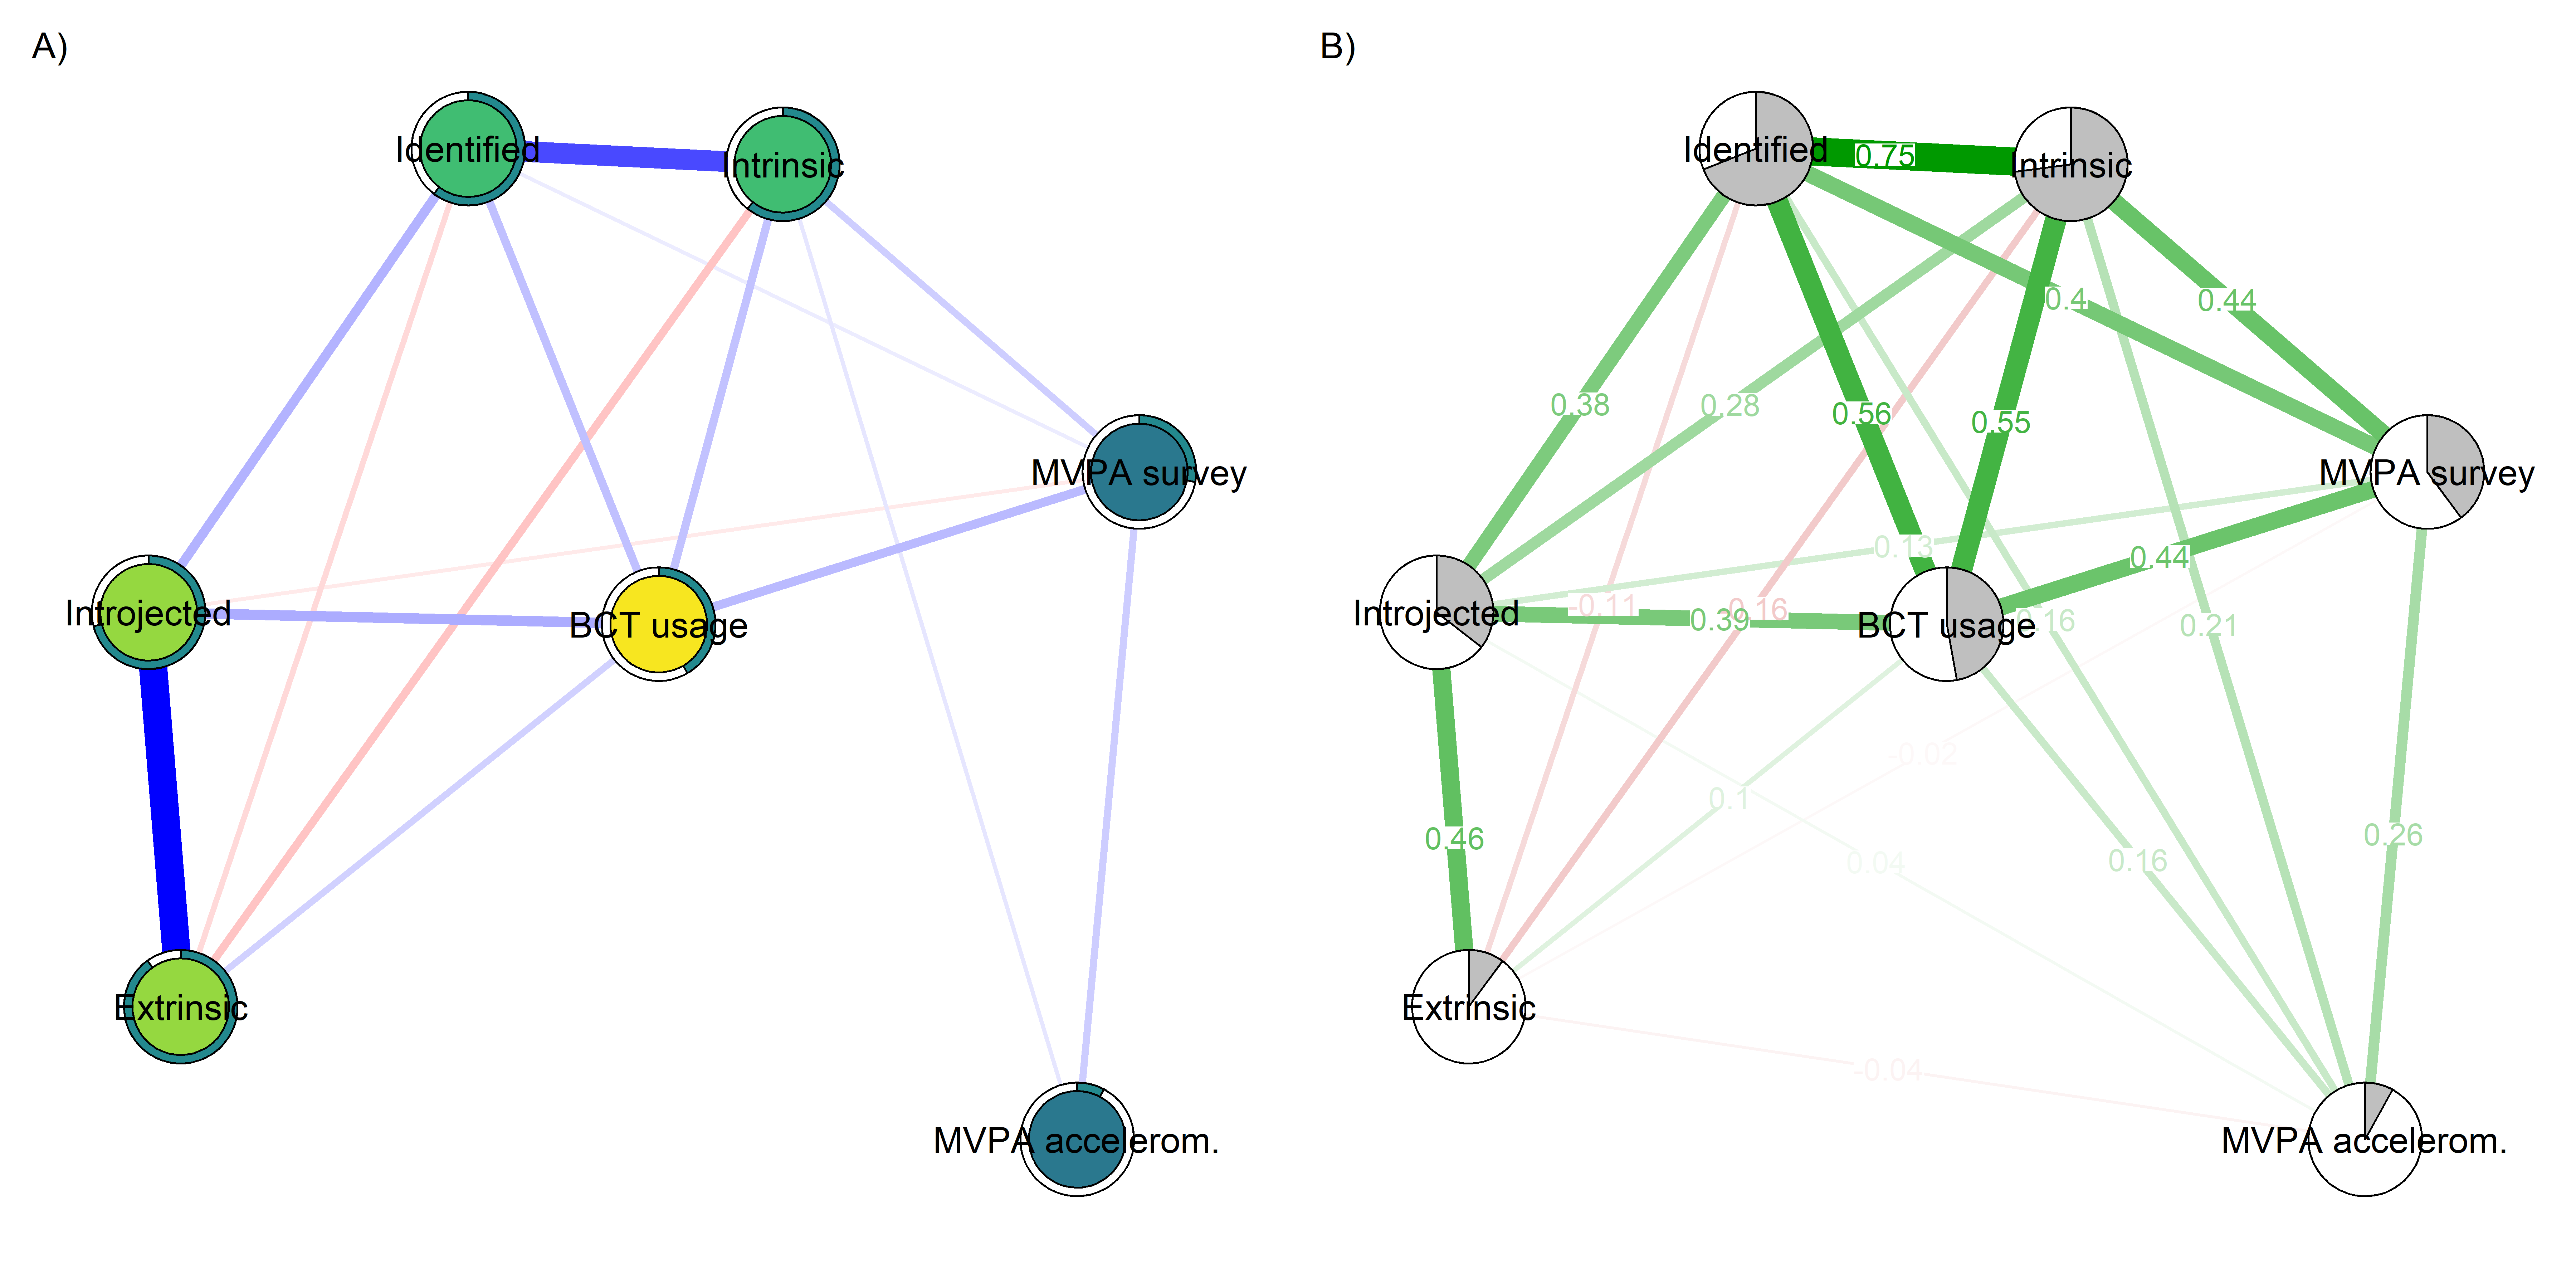 A)
Identified
Intrinsic
MVPA survey
Introjected
BCT usage
Extrinsic
MVPA accelerom.
B)
Identified
0.75
Intrinsic
0.4
0.44
0.38
0.28
0.56
0.55
MVPA survey
0.13
0.44
Introjected
-0.11
0.39
-0.16
BCT usage
0.16
0.21
-0.02
0.1
0.46
0.04
0.16
0.26
Extrinsic
-0.04
MVPA accelerom.